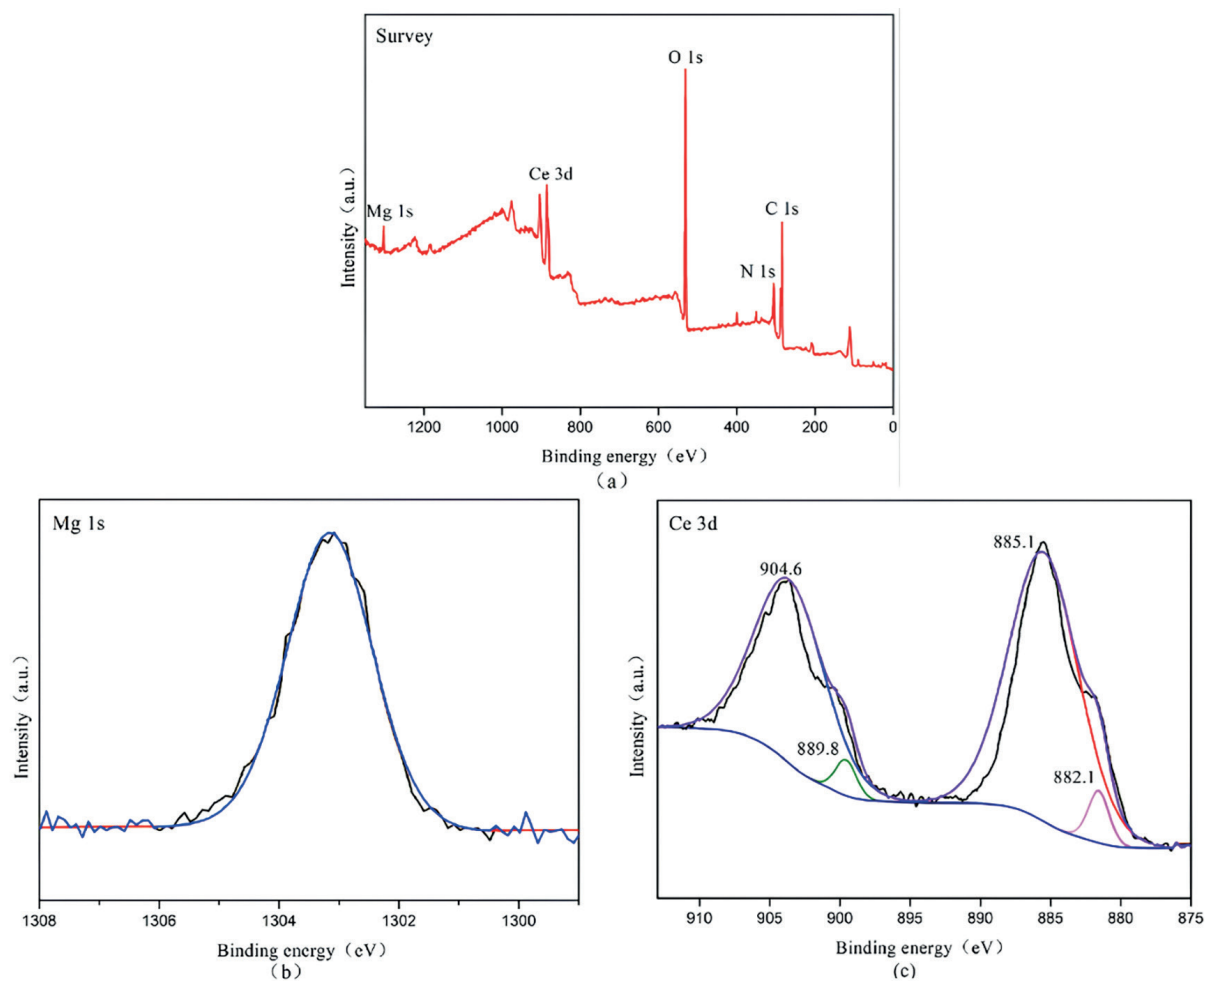 Survey
O 1s
Ce 3d
Mg 1s
C 1s
N 1s
Intensity（a.u.）
1200 1000 800 600 400 200 0
Binding energy（eV）
（a）
Mg 1s
Intensity（a.u.）
1308 1306 1304 1302 1300
Binding energy（eV）
（b）
Ce 3d
885.1
904.6
889.8
882.1
Intensity（a.u.）
910 905 900 895 890 885 880 875
Binding energy（eV）
（c）